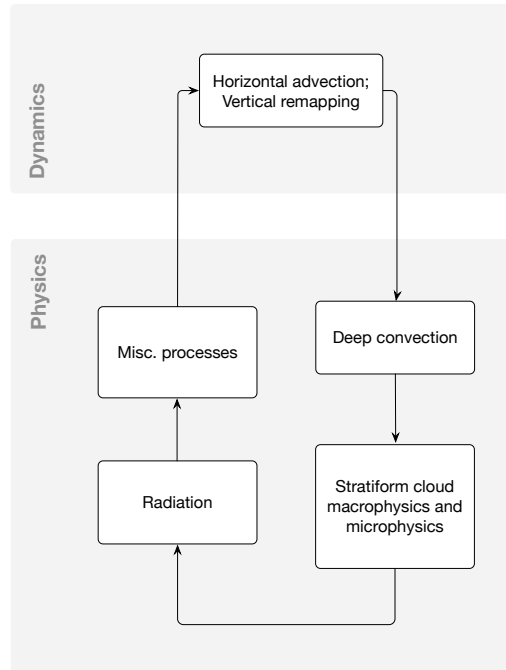 Dynamics
Horizontal advection;
Vertical remapping
Physics
Misc. processes
Deep convection
Radiation
Stratiform cloud
macrophysics and
microphysics